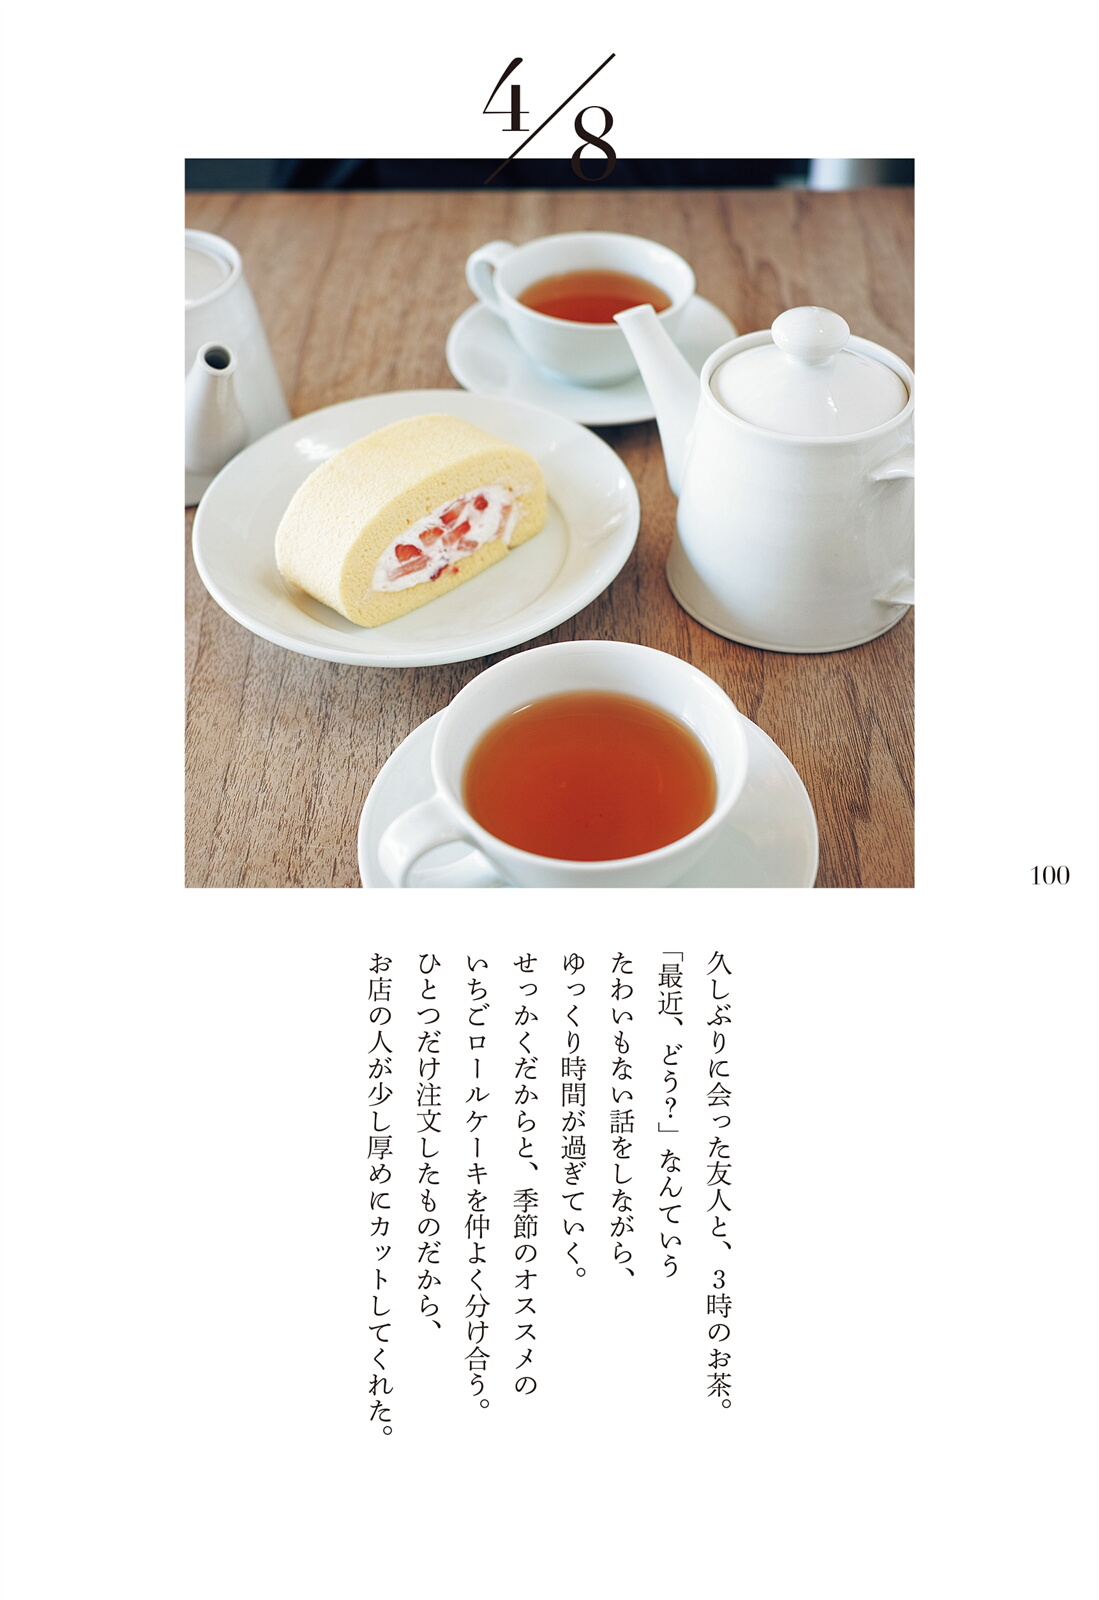 4/8
100
久しぶりに会った友人と、3時のお茶。
「最近、どう?」なんていう
たわいもない話をしながら、
ゆっくり時間が過ぎていく。
せっかくだからと、季節のオススメの
いちごロールケーキを仲よく分け合う。
ひとつだけ注文したものだから、
お店の人が少し厚めにカットしてくれた。